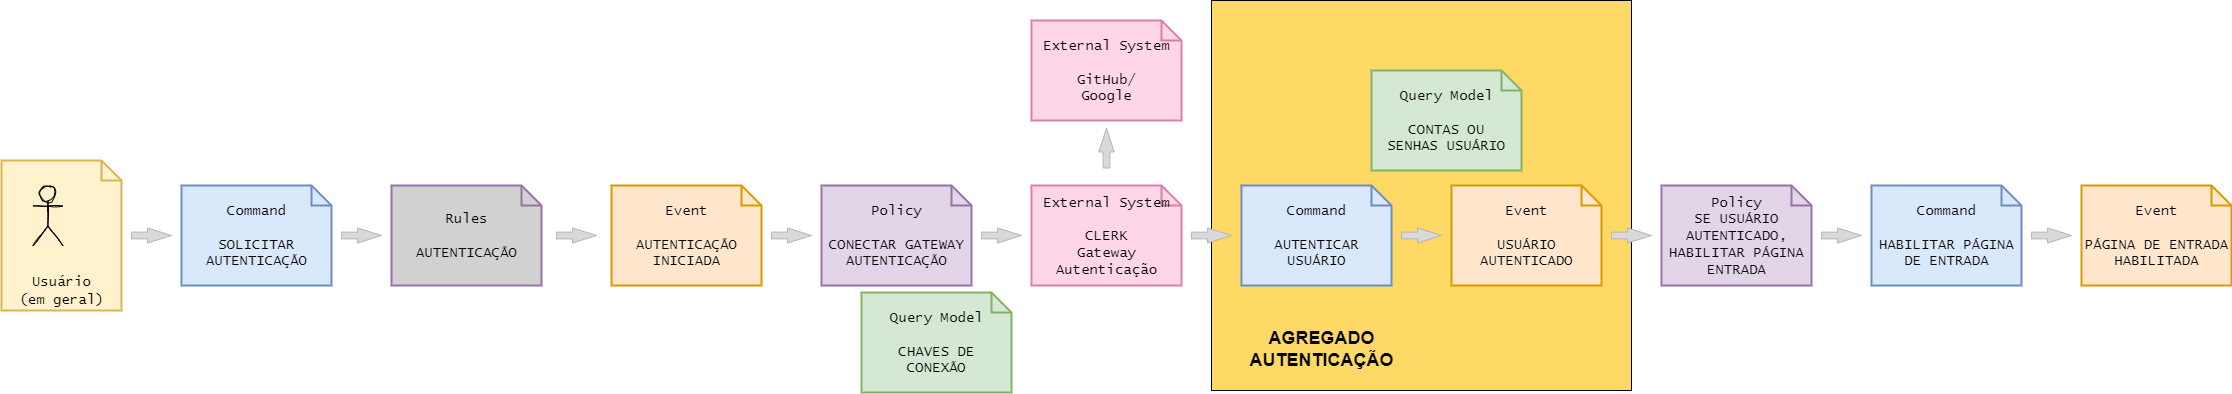 Usuário
(em geral)
Command
SOLICITAR
AUTENTICAÇÃO
Rules
AUTENTICAÇÃO
Event
AUTENTICAÇÃO
INICIADA
Policy
CONECTAR GATEWAY
AUTENTICAÇÃO
Query Model
CHAVES DE
CONEXÃO
External System
GitHub/
Google
External System
CLERK
Gateway
Autenticação
Query Model
CONTAS OU
SENHAS USUÁRIO
Command
AUTENTICAR
USUÁRIO
Event
USUÁRIO
AUTENTICADO
AGREGADO
AUTENTICAÇÃO
Policy
SE USUÁRIO
AUTENTICADO,
HABILITAR PÁGINA
ENTRADA
Command
HABILITAR PÁGINA
DE ENTRADA
Event
PÁGINA DE ENTRADA
HABILITADA